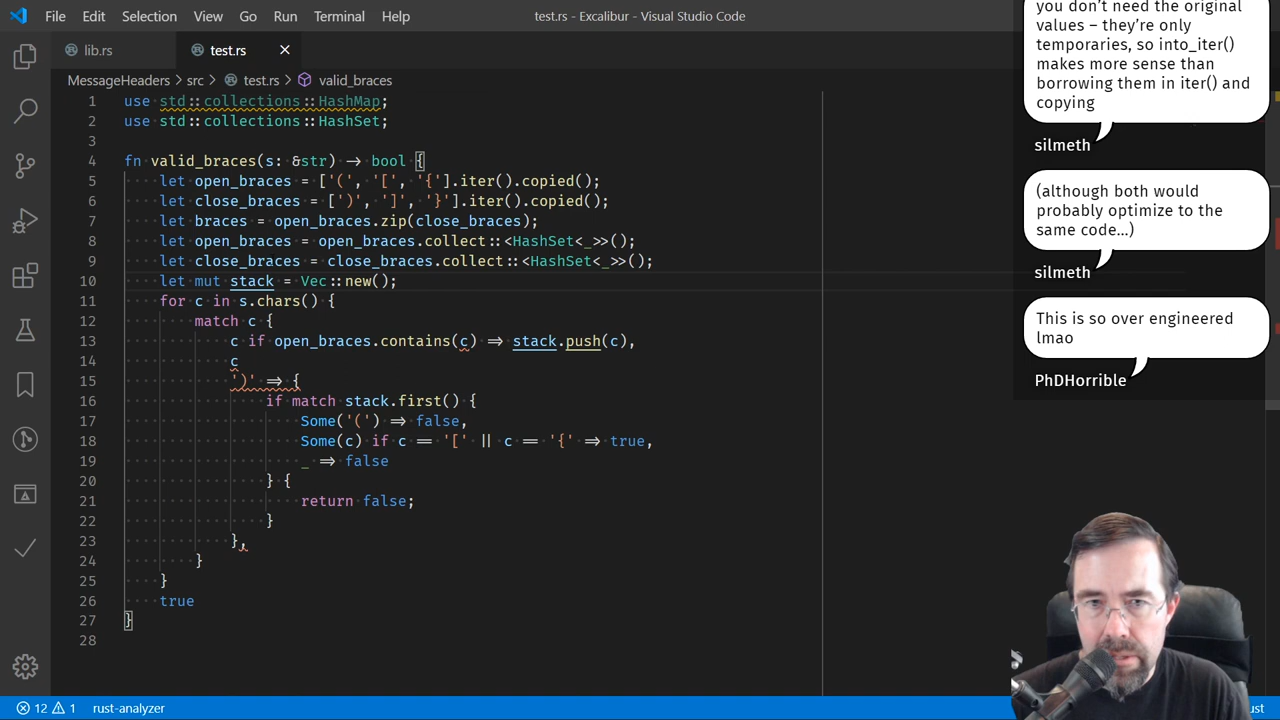 File Edit Selection View Go Run Terminal Help
test.rs - Excalibur - Visual Studio Code
lib.rs
test.rs
MessageHeaders › src › test.rs › valid_braces
1 use std::collections::HashMap;
2 use std::collections::HashSet;
3
4 fn valid_braces(s: &str) -> bool {
5 let open_braces = ['(', '[', '{'].iter().copied();
6 let close_braces = [')', ']', '}'].iter().copied();
7 let braces = open_braces.zip(close_braces);
8 let open_braces = open_braces.collect::<HashSet<_>>();
9 let close_braces = close_braces.collect::<HashSet<_>>();
10 let mut stack = Vec::new();
11 for c in s.chars() {
12 match c {
13 c if open_braces.contains(c) => stack.push(c),
14 c
15 ')' => {
16 if match stack.first() {
17 Some('(') => false,
18 Some(c) if c == '[' || c == '{' => true,
19 _ => false
20 } {
21 return false;
22 }
23 },
24 }
25 }
26 true
27 }
28
you don't need the original
values – they're only
temporaries, so into_iter()
makes more sense than
borrowing them in iter() and
copying
silmeth
(although both would
probably optimize to the
same code...)
silmeth
This is so over engineered
lmao
PhDHorrible
12 1 rust-analyzer